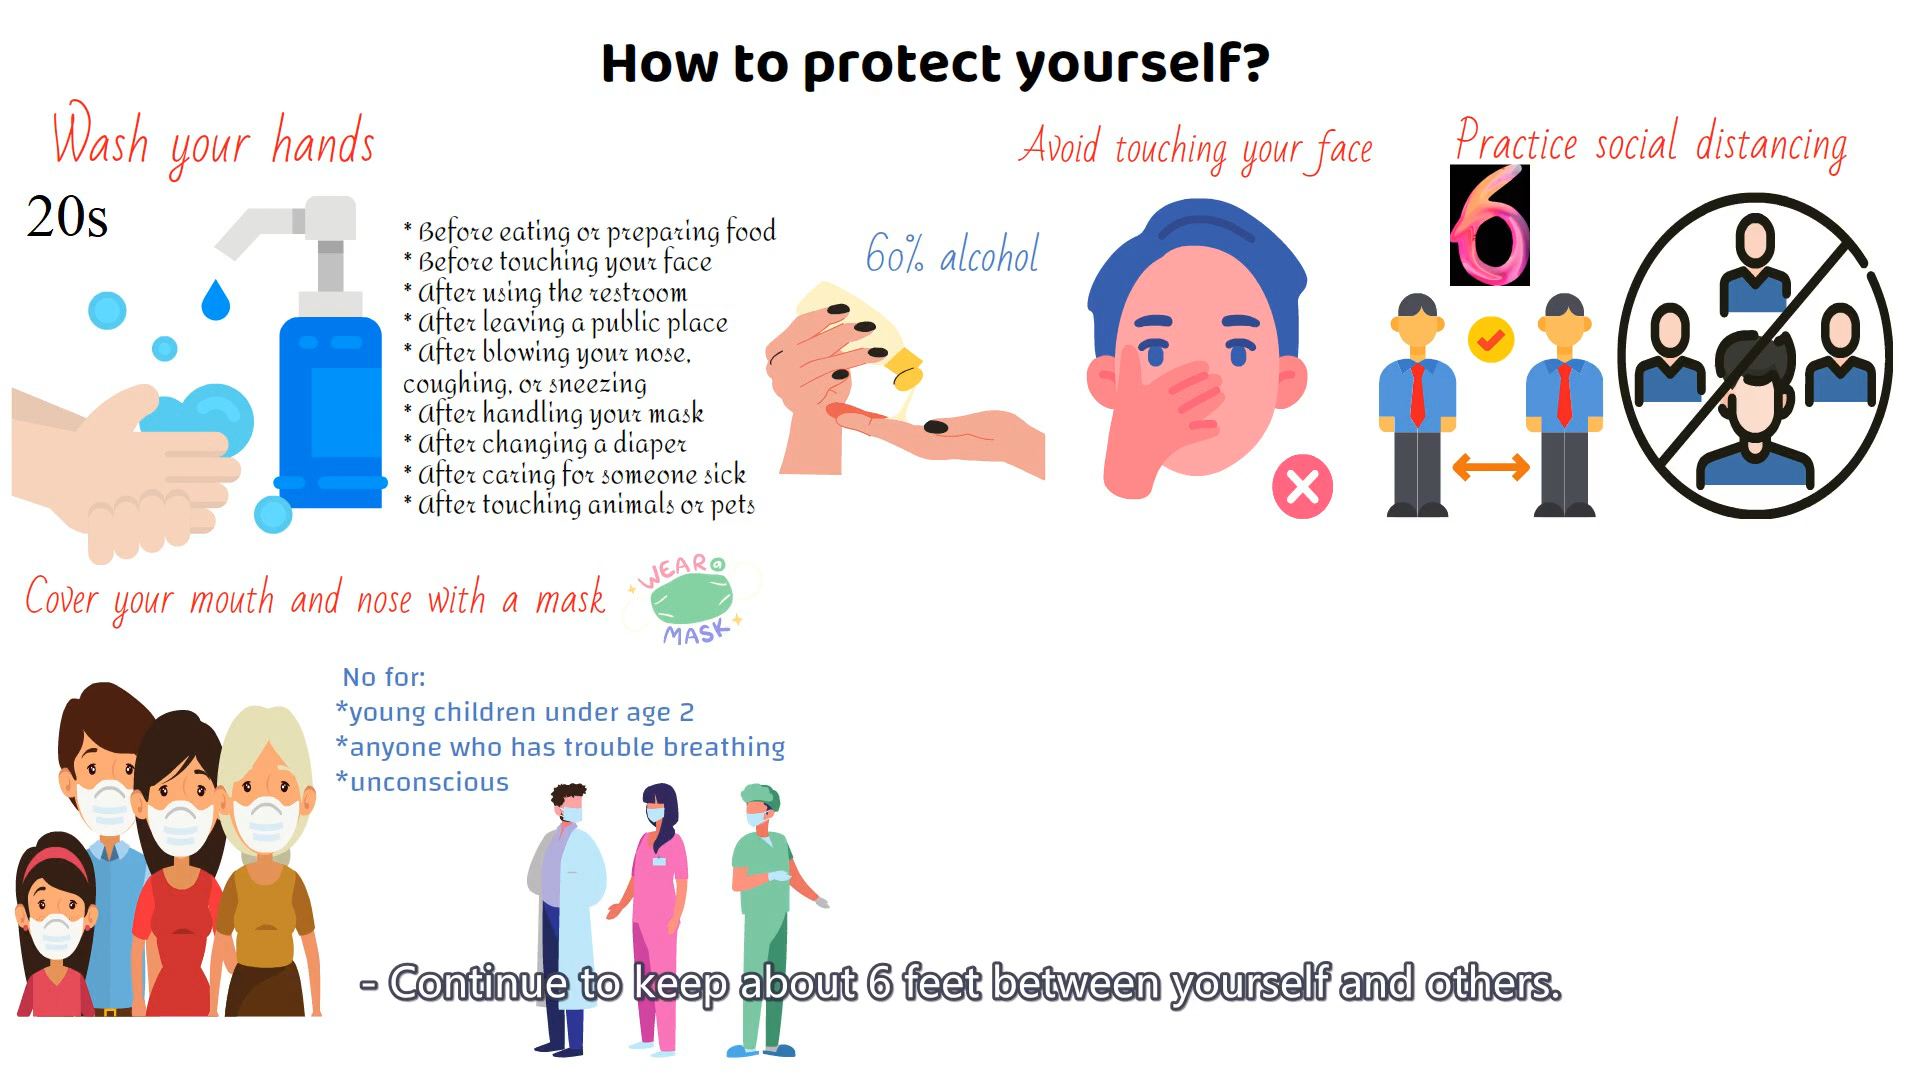 How to protect yourself?
Wash your hands
20s
* Before eating or preparing food
* Before touching your face
* After using the restroom
* After leaving a public place
* After blowing your nose,
coughing, or sneezing
* After handling your mask
* After changing a diaper
* After caring for someone sick
* After touching animals or pets
60% alcohol
Avoid touching your face
Practice social distancing
6
Cover your mouth and nose with a mask
WEAR a
MASK
No for:
*young children under age 2
*anyone who has trouble breathing
*unconscious
- Continue to keep about 6 feet between yourself and others.